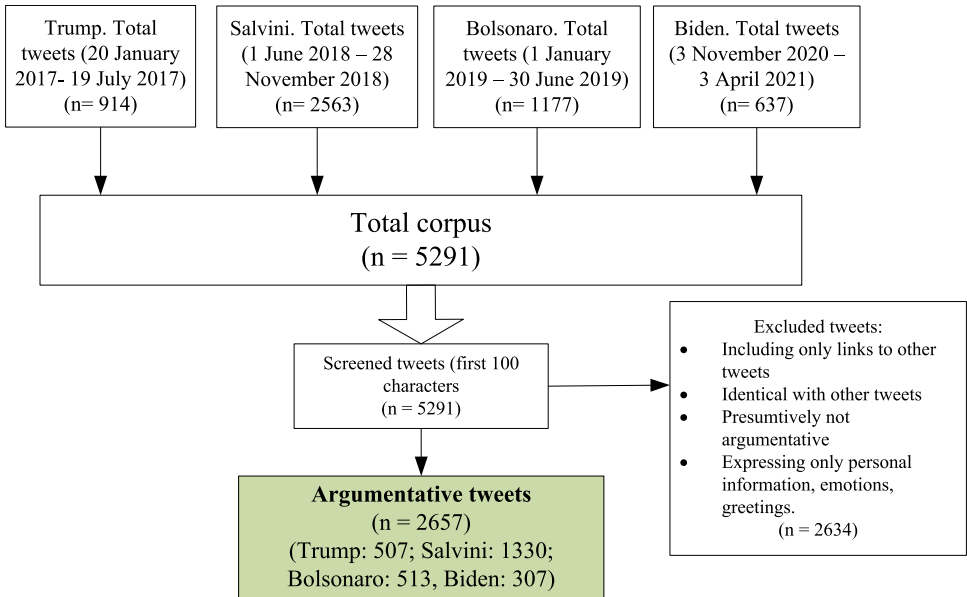 Trump. Total
tweets (20 January
2017- 19 July 2017)
(n= 914)
Salvini. Total tweets
(1 June 2018 – 28
November 2018)
(n= 2563)
Bolsonaro. Total
tweets (1 January
2019 – 30 June 2019)
(n= 1177)
Biden. Total tweets
(3 November 2020 –
3 April 2021)
(n= 637)
Total corpus
(n = 5291)
Screened tweets (first 100
characters
(n = 5291)
Excluded tweets:
• Including only links to other
tweets
• Identical with other tweets
• Presumtively not
argumentative
• Expressing only personal
information, emotions,
greetings.
(n = 2634)
Argumentative tweets
(n = 2657)
(Trump: 507; Salvini: 1330;
Bolsonaro: 513, Biden: 307)